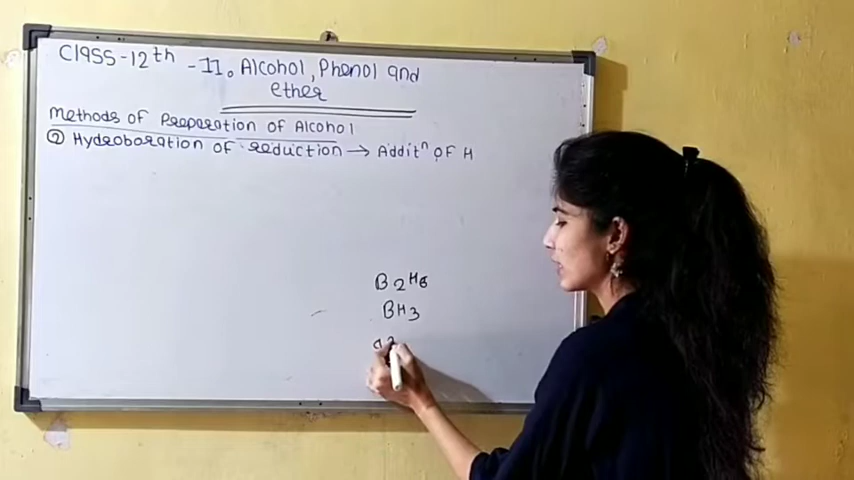 Class-12th - 11. Alcohol, Phenol and
ether
Methods of Preparation of Alcohol
② Hydroboration of reduction → Additⁿ of H
B2H6
BH3